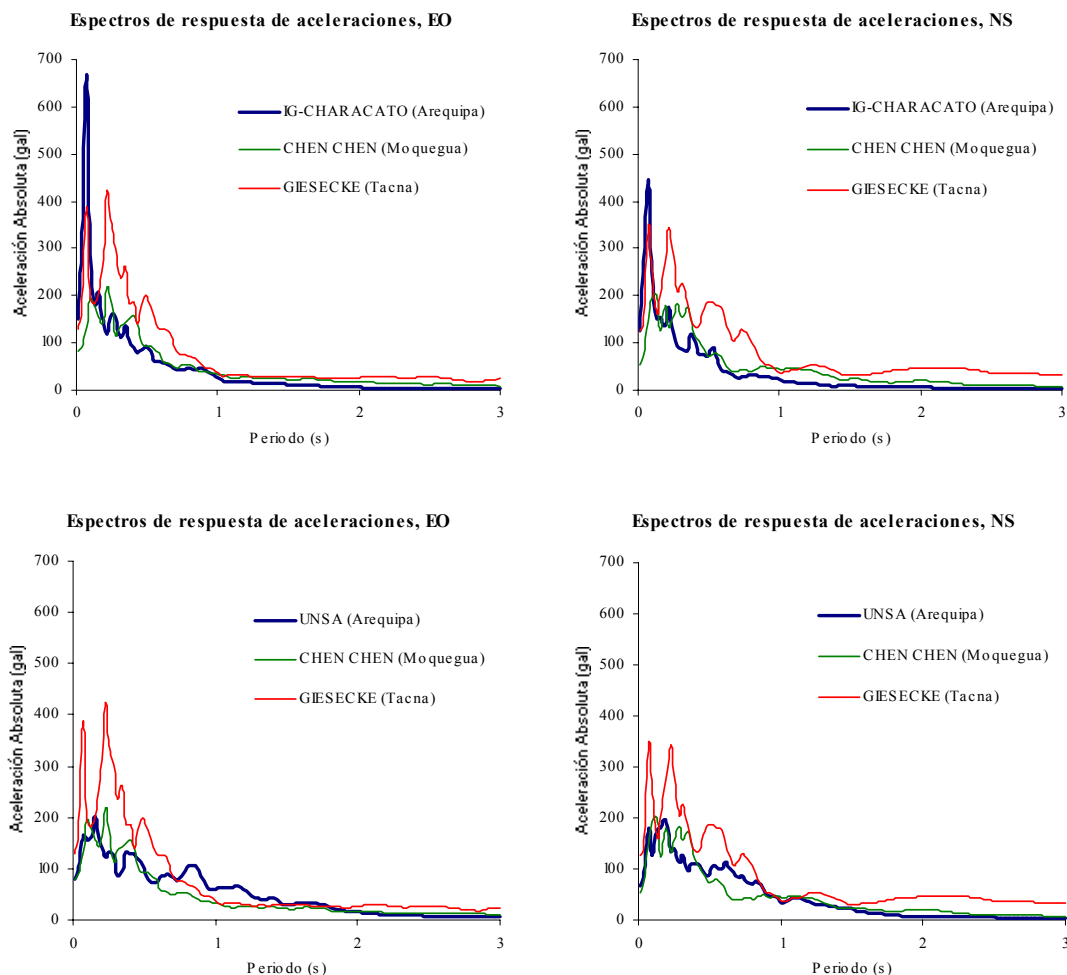 Espectros de respuesta de aceleraciones, EO
Aceleración Absoluta (gal)
700
600
500
400
300
200
100
0
IG-CHARACATO (Arequipa)
CHEN CHEN (Moquegua)
GIESECKE (Tacna)
0 1 2 3
Periodo (s)
Espectros de respuesta de aceleraciones, NS
Aceleración Absoluta (gal)
700
600
500
400
300
200
100
0
IG-CHARACATO (Arequipa)
CHEN CHEN (Moquegua)
GIESECKE (Tacna)
0 1 2 3
Periodo (s)
Espectros de respuesta de aceleraciones, EO
Aceleración Absoluta (gal)
700
600
500
400
300
200
100
0
UNSA (Arequipa)
CHEN CHEN (Moquegua)
GIESECKE (Tacna)
0 1 2 3
Periodo (s)
Espectros de respuesta de aceleraciones, NS
Aceleración Absoluta (gal)
700
600
500
400
300
200
100
0
UNSA (Arequipa)
CHEN CHEN (Moquegua)
GIESECKE (Tacna)
0 1 2 3
Periodo (s)